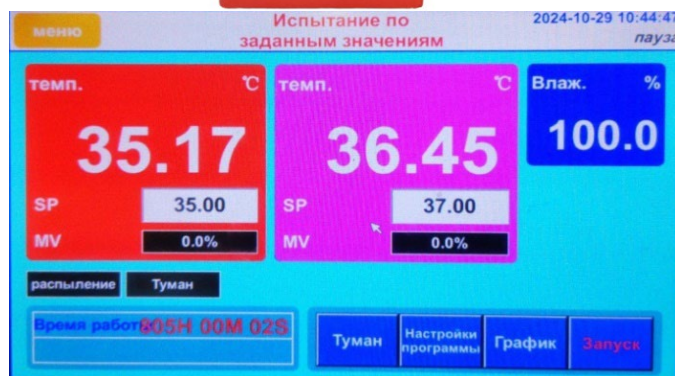 меню
Испытание по
заданным значениям
2024-10-29 10:44:47
пауза
темп. ℃
35.17
SP 35.00
MV 0.0%
темп. ℃
36.45
SP 37.00
MV 0.0%
Влаж. %
100.0
распыление Туман
Время работы 805H 00M 02S
Туман
Настройки
программы
График
Запуск